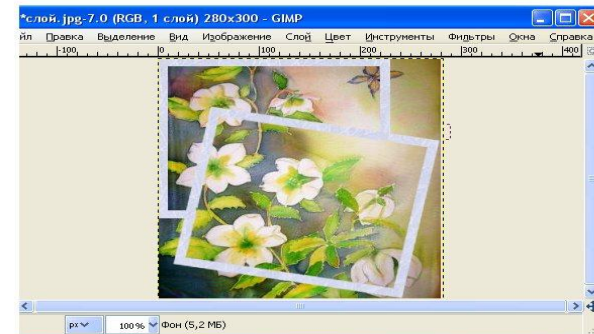 *слой.jpg-7.0 (RGB, 1 слой) 280x300 – GIMP
йл Правка Выделение Вид Изображение Слой Цвет Инструменты Фильтры Окна Справка
-100 0 100 200 300 400
px 100% Фон (5,2 МБ)